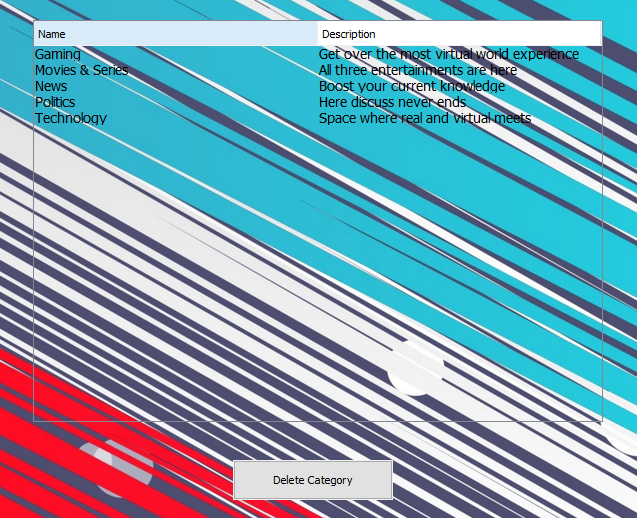 Name Description
Gaming Get over the most virtual world experience
Movies & Series All three entertainments are here
News Boost your current knowledge
Politics Here discuss never ends
Technology Space where real and virtual meets
Delete Category